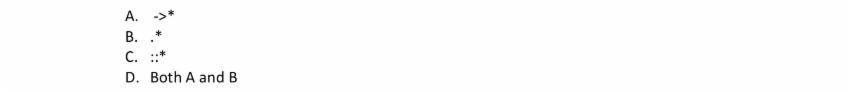 A. ->*
B. .*
C. ::*
D. Both A and B